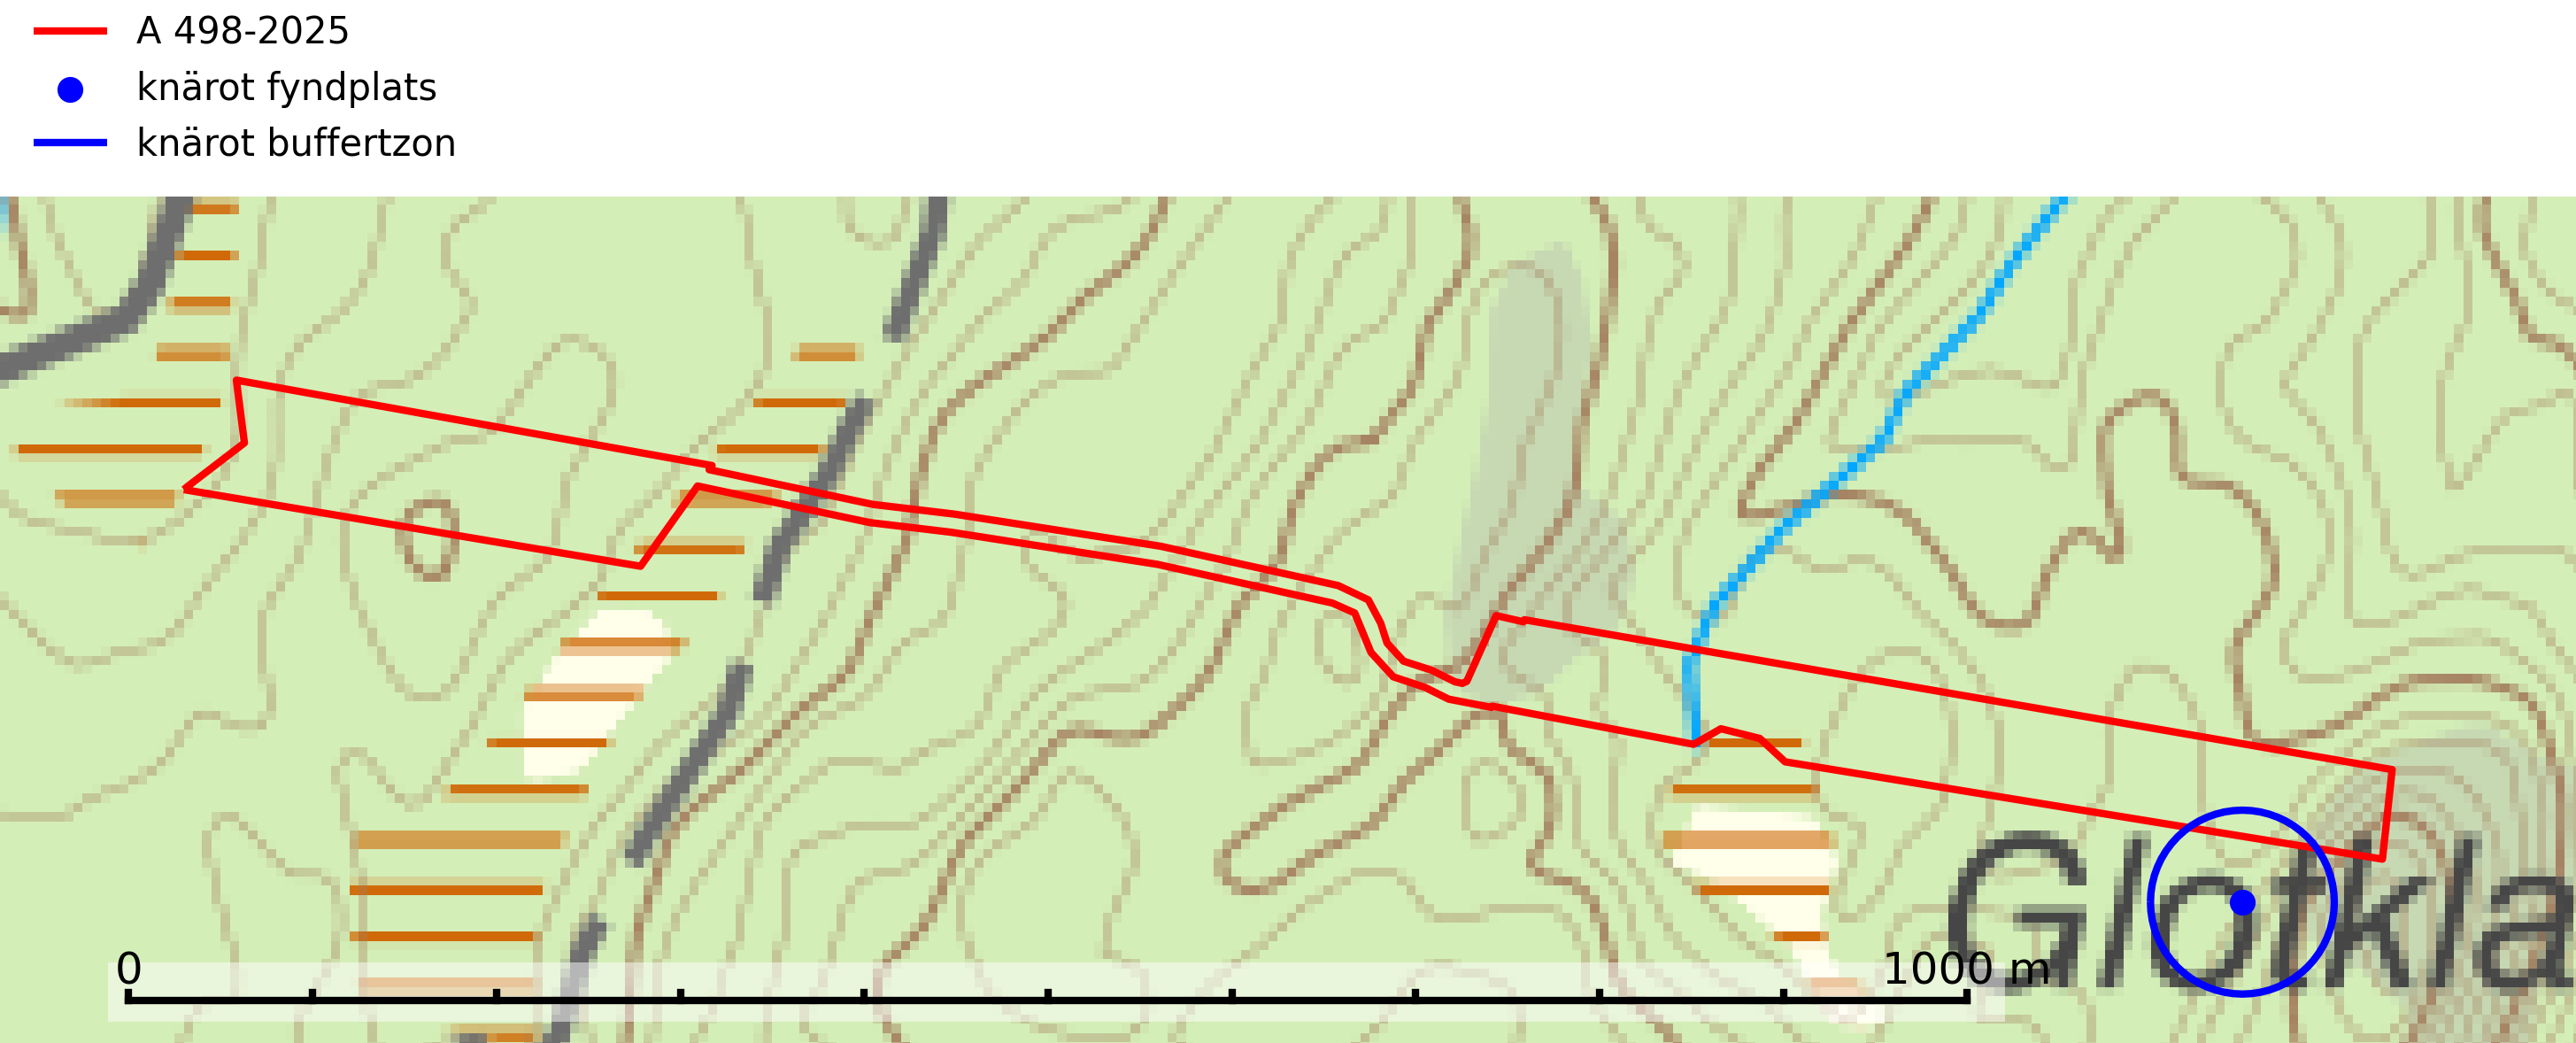 A 498-2025
knärot fyndplats
knärot buffertzon
Glotkla
0
1000 m